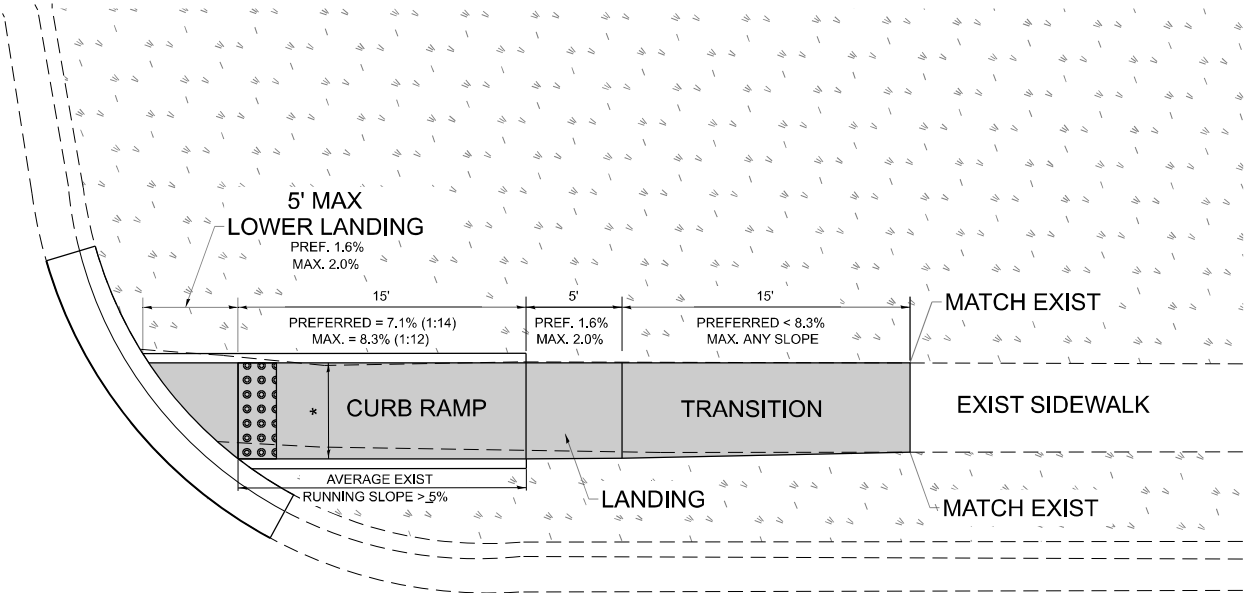 5' MAX
LOWER LANDING
PREF. 1.6%
MAX. 2.0%
15'
5'
15'
PREFERRED = 7.1% (1:14)
MAX. = 8.3% (1:12)
PREF. 1.6%
MAX. 2.0%
PREFERRED < 8.3%
MAX. ANY SLOPE
MATCH EXIST
*
CURB RAMP
TRANSITION
EXIST SIDEWALK
AVERAGE EXIST
RUNNING SLOPE > 5%
LANDING
MATCH EXIST